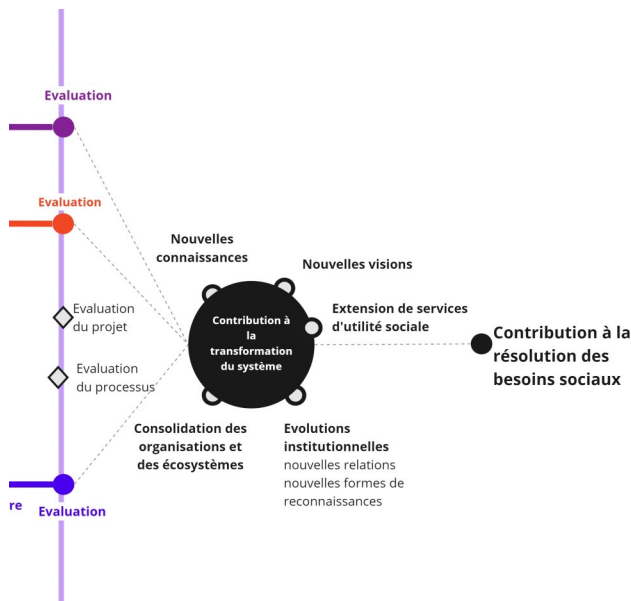 Evaluation
Evaluation
Nouvelles
connaissances
Nouvelles visions
Evaluation
du projet
Extension de services
d'utilité sociale
Contribution à
la
transformation
du système
Contribution à la
résolution des
besoins sociaux
Evaluation
du processus
Consolidation des
organisations et
des écosystèmes
Evolutions
institutionnelles
nouvelles relations
nouvelles formes de
reconnaissances
re
Evaluation